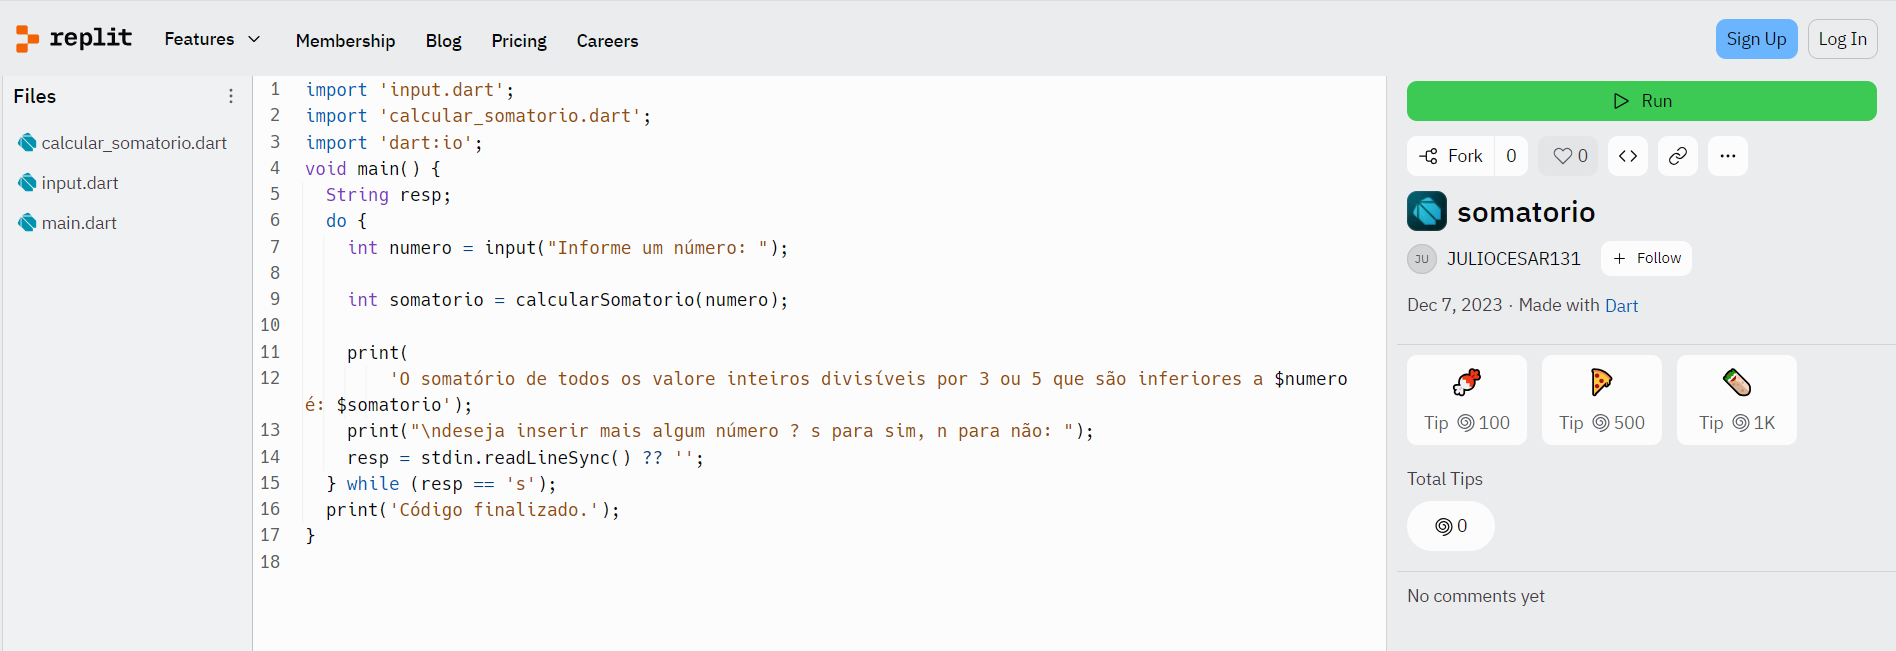 replit Features Membership Blog Pricing Careers Sign Up Log In
Files
calcular_somatorio.dart
input.dart
main.dart
1 import 'input.dart';
2 import 'calcular_somatorio.dart';
3 import 'dart:io';
4 void main() {
5 String resp;
6 do {
7 int numero = input("Informe um número: ");
8
9 int somatorio = calcularSomatorio(numero);
10
11 print(
12 'O somatório de todos os valore inteiros divisíveis por 3 ou 5 que são inferiores a $numero
é: $somatorio');
13 print("\ndeseja inserir mais algum número ? s para sim, n para não: ");
14 resp = stdin.readLineSync() ?? '';
15 } while (resp == 's');
16 print('Código finalizado.');
17 }
18
Run
Fork 0 0
somatorio
JU JULIOCESAR131 + Follow
Dec 7, 2023 · Made with Dart
Tip 100 Tip 500 Tip 1K
Total Tips
0
No comments yet